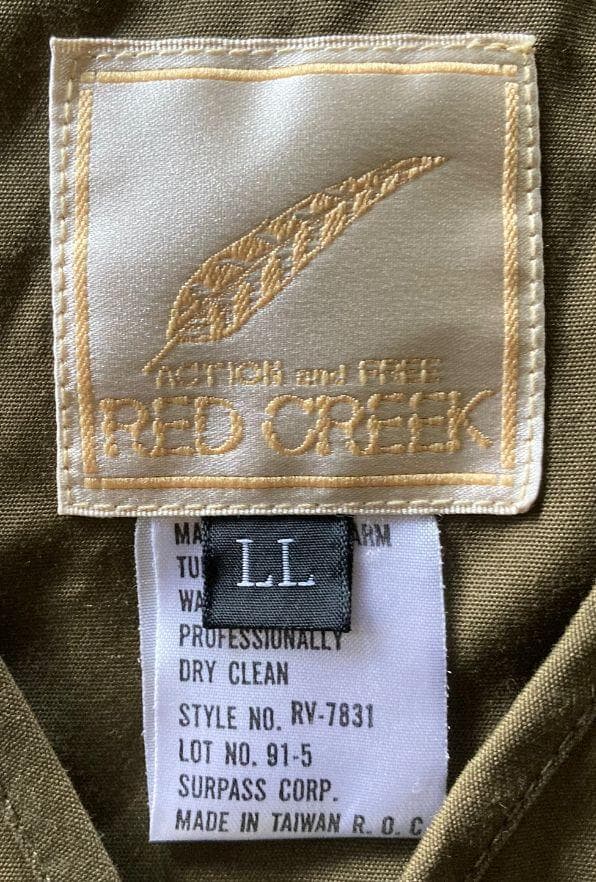 ACTION and FREE
RED CREEK
LL
PROFESSIONALLY
DRY CLEAN
STYLE NO. RV-7831
LOT NO. 91-5
SURPASS CORP.
MADE IN TAIWAN R. O. C